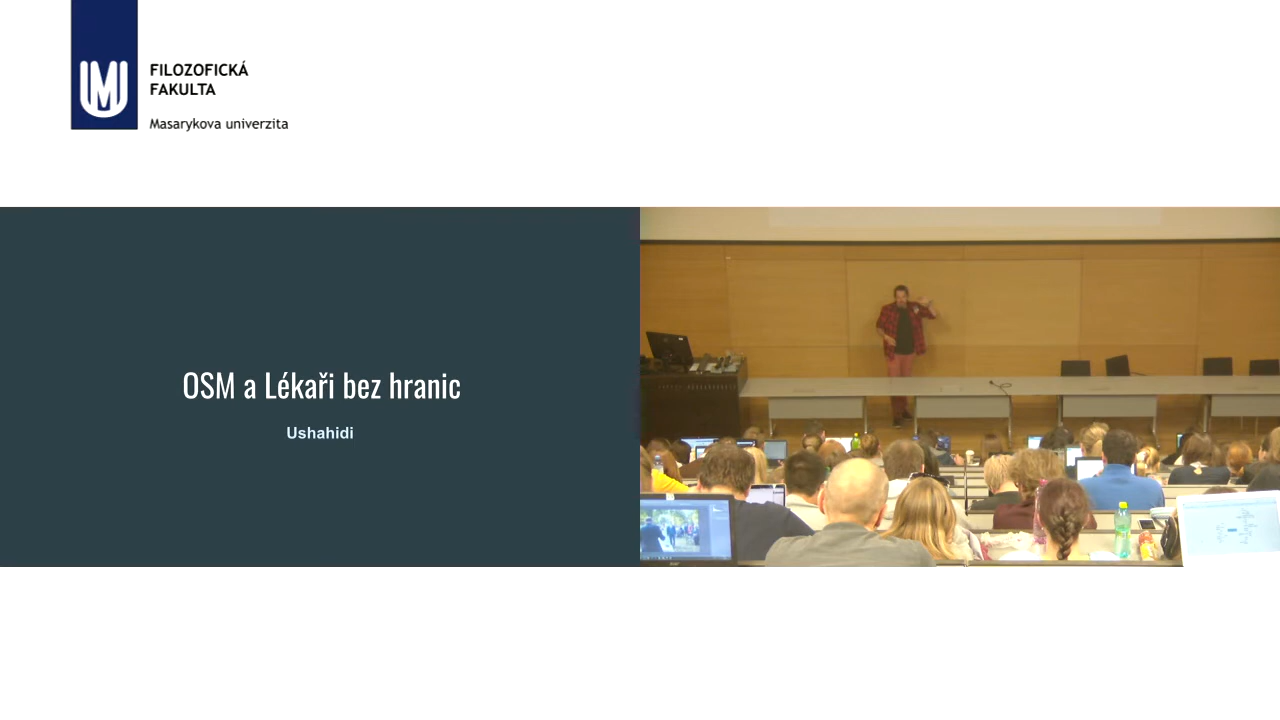 FILOZOFICKÁ
FAKULTA
Masarykova univerzita
OSM a Lékaři bez hranic
Ushahidi